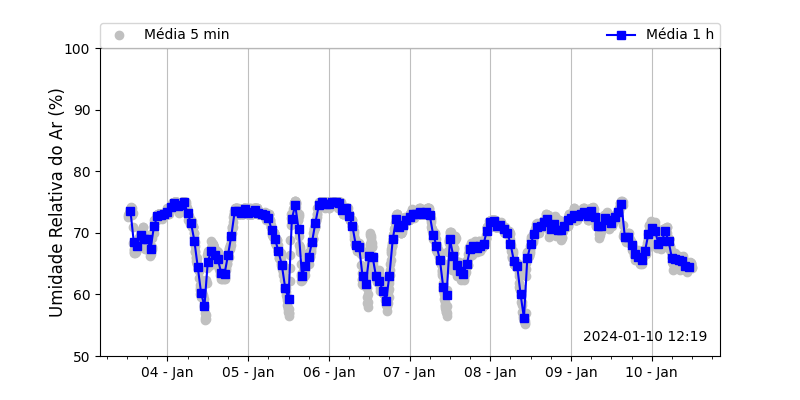 Média 5 min
Média 1 h
Umidade Relativa do Ar (%)
100
90
80
70
60
50
2024-01-10 12:19
04 - Jan
05 - Jan
06 - Jan
07 - Jan
08 - Jan
09 - Jan
10 - Jan